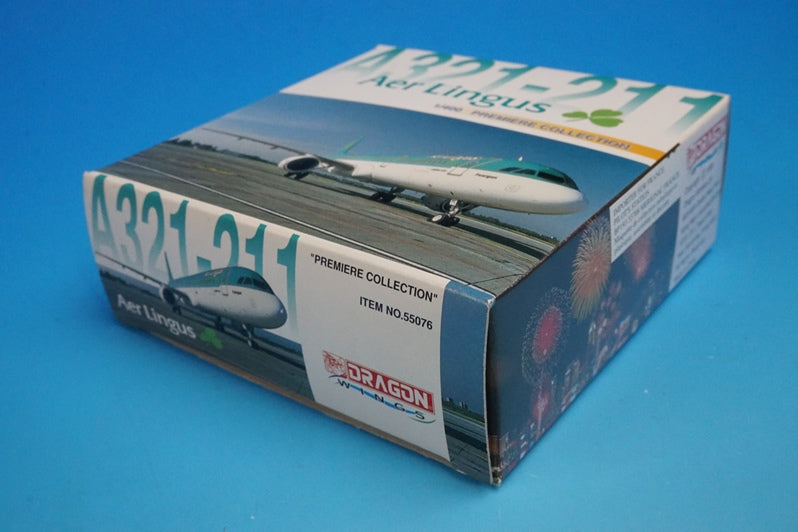 A321-211
Aer Lingus
1/400 PREMIERE COLLECTION
A321-211
Aer Lingus
"PREMIERE COLLECTION"
ITEM NO.55076
DRAGON
WINGS
DRAGON
WINGS